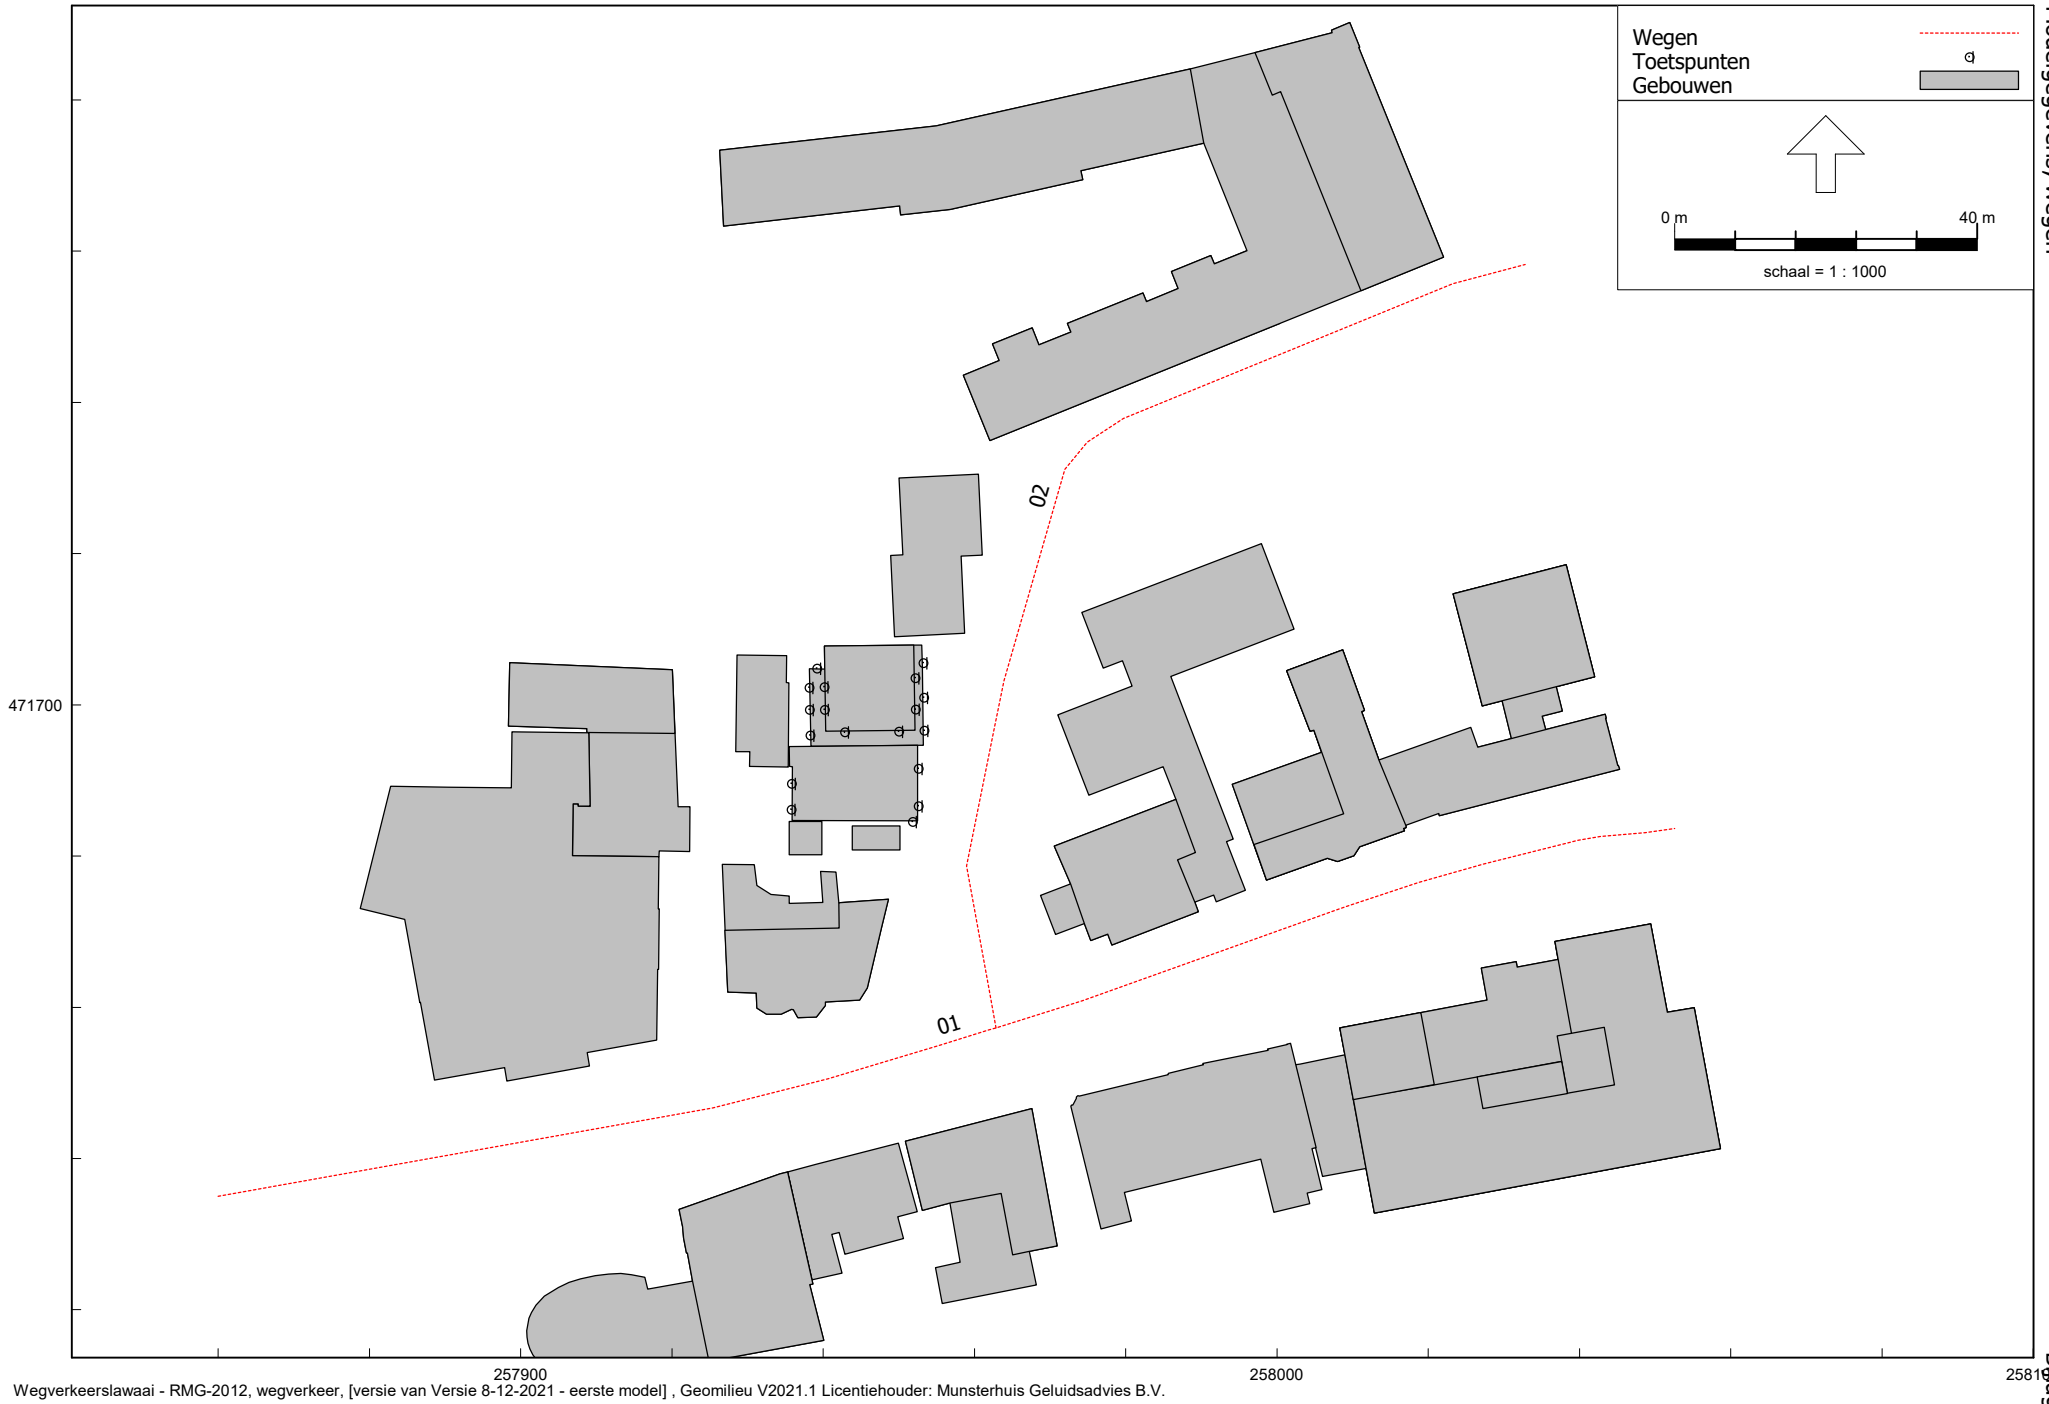 Wegen
Toetspunten
Gebouwen
0 m 40 m
schaal = 1 : 1000
02
471700
01
257900 258000
Wegverkeerslawaai - RMG-2012, wegverkeer, [versie van Versie 8-12-2021 - eerste model] , Geomilieu V2021.1 Licentiehouder: Munsterhuis Geluidsadvies B.V.